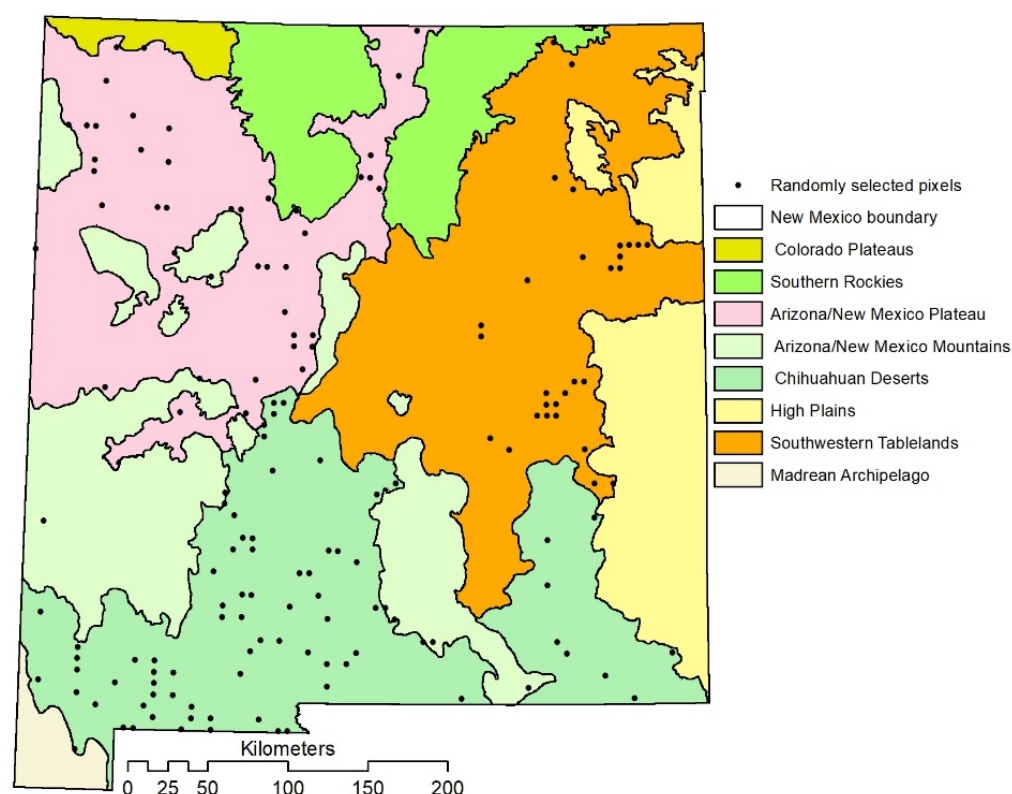 Randomly selected pixels
New Mexico boundary
Colorado Plateaus
Southern Rockies
Arizona/New Mexico Plateau
Arizona/New Mexico Mountains
Chihuahuan Deserts
High Plains
Southwestern Tablelands
Madrean Archipelago
Kilometers
0 25 50 100 150 200